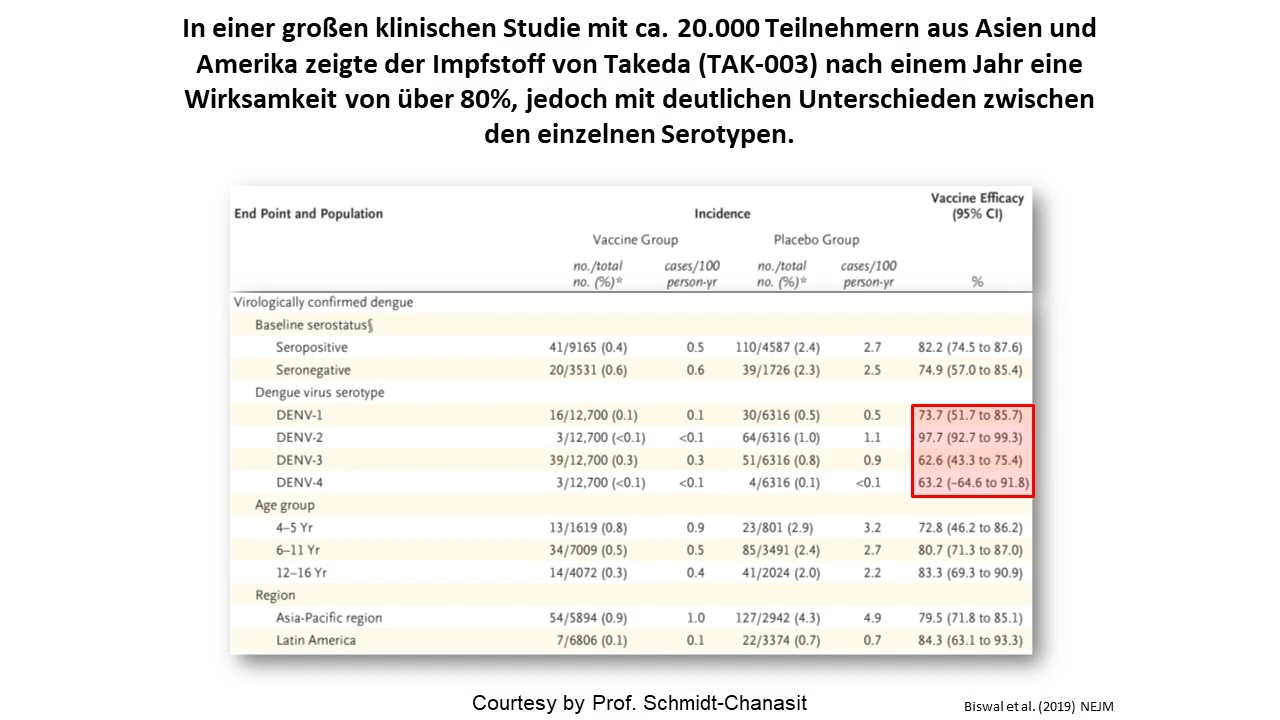 In einer großen klinischen Studie mit ca. 20.000 Teilnehmern aus Asien und
Amerika zeigte der Impfstoff von Takeda (TAK-003) nach einem Jahr eine
Wirksamkeit von über 80%, jedoch mit deutlichen Unterschieden zwischen
den einzelnen Serotypen.
End Point and Population Incidence Vaccine Efficacy (95% CI)
Vaccine Group Placebo Group
no./total no. (%)* cases/100 person-yr no./total no. (%)* cases/100 person-yr %
Virologically confirmed dengue
Baseline serostatus§
Seropositive 41/9165 (0.4) 0.5 110/4587 (2.4) 2.7 82.2 (74.5 to 87.6)
Seronegative 20/3531 (0.6) 0.6 39/1726 (2.3) 2.5 74.9 (57.0 to 85.4)
Dengue virus serotype
DENV-1 16/12,700 (0.1) 0.1 30/6316 (0.5) 0.5 73.7 (51.7 to 85.7)
DENV-2 3/12,700 (<0.1) <0.1 64/6316 (1.0) 1.1 97.7 (92.7 to 99.3)
DENV-3 39/12,700 (0.3) 0.3 51/6316 (0.8) 0.9 62.6 (43.3 to 75.4)
DENV-4 3/12,700 (<0.1) <0.1 4/6316 (0.1) <0.1 63.2 (−64.6 to 91.8)
Age group
4–5 Yr 13/1619 (0.8) 0.9 23/801 (2.9) 3.2 72.8 (46.2 to 86.2)
6–11 Yr 34/7009 (0.5) 0.5 85/3491 (2.4) 2.7 80.7 (71.3 to 87.0)
12–16 Yr 14/4072 (0.3) 0.4 41/2024 (2.0) 2.2 83.3 (69.3 to 90.9)
Region
Asia-Pacific region 54/5894 (0.9) 1.0 127/2942 (4.3) 4.9 79.5 (71.8 to 85.1)
Latin America 7/6806 (0.1) 0.1 22/3374 (0.7) 0.7 84.3 (63.1 to 93.3)
Courtesy by Prof. Schmidt-Chanasit
Biswal et al. (2019) NEJM